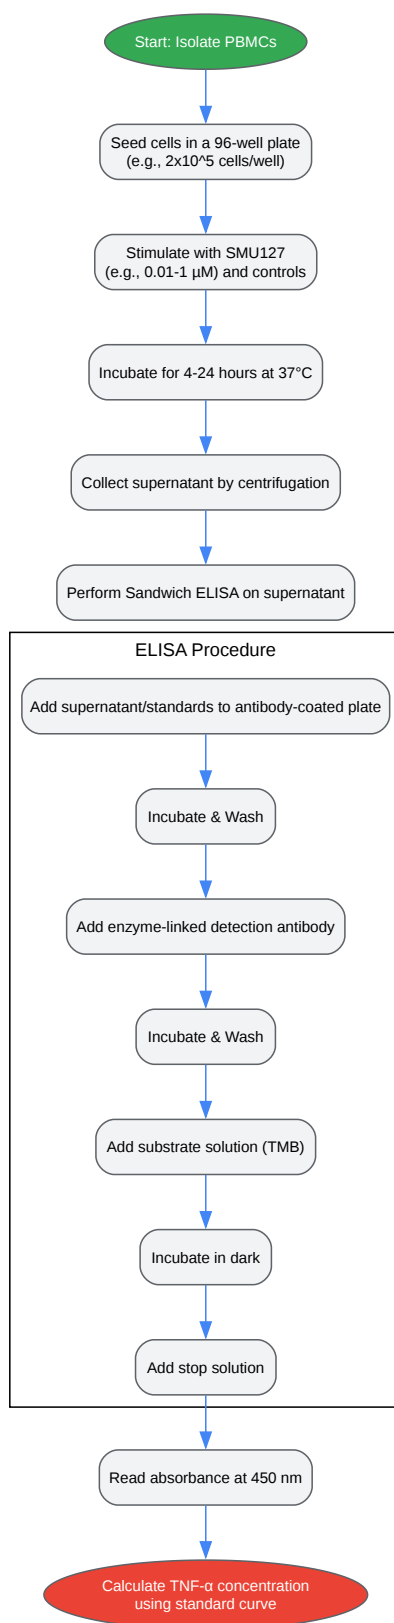 Start: Isolate PBMCs
Seed cells in a 96-well plate
(e.g., 2x10^5 cells/well)
Stimulate with SMU127
(e.g., 0.01-1 µM) and controls
Incubate for 4-24 hours at 37°C
Collect supernatant by centrifugation
Perform Sandwich ELISA on supernatant
ELISA Procedure
Add supernatant/standards to antibody-coated plate
Incubate & Wash
Add enzyme-linked detection antibody
Incubate & Wash
Add substrate solution (TMB)
Incubate in dark
Add stop solution
Read absorbance at 450 nm
Calculate TNF-α concentration
using standard curve